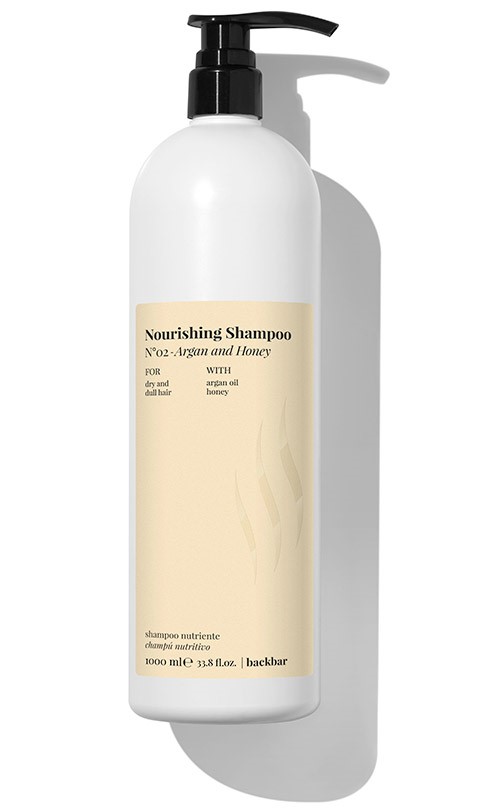 Nourishing Shampoo
N°02 - Argan and Honey
FOR
dry and
dull hair
WITH
argan oil
honey
shampoo nutriente
champú nutritivo
1000 ml℮ 33.8 fl.oz. | backbar